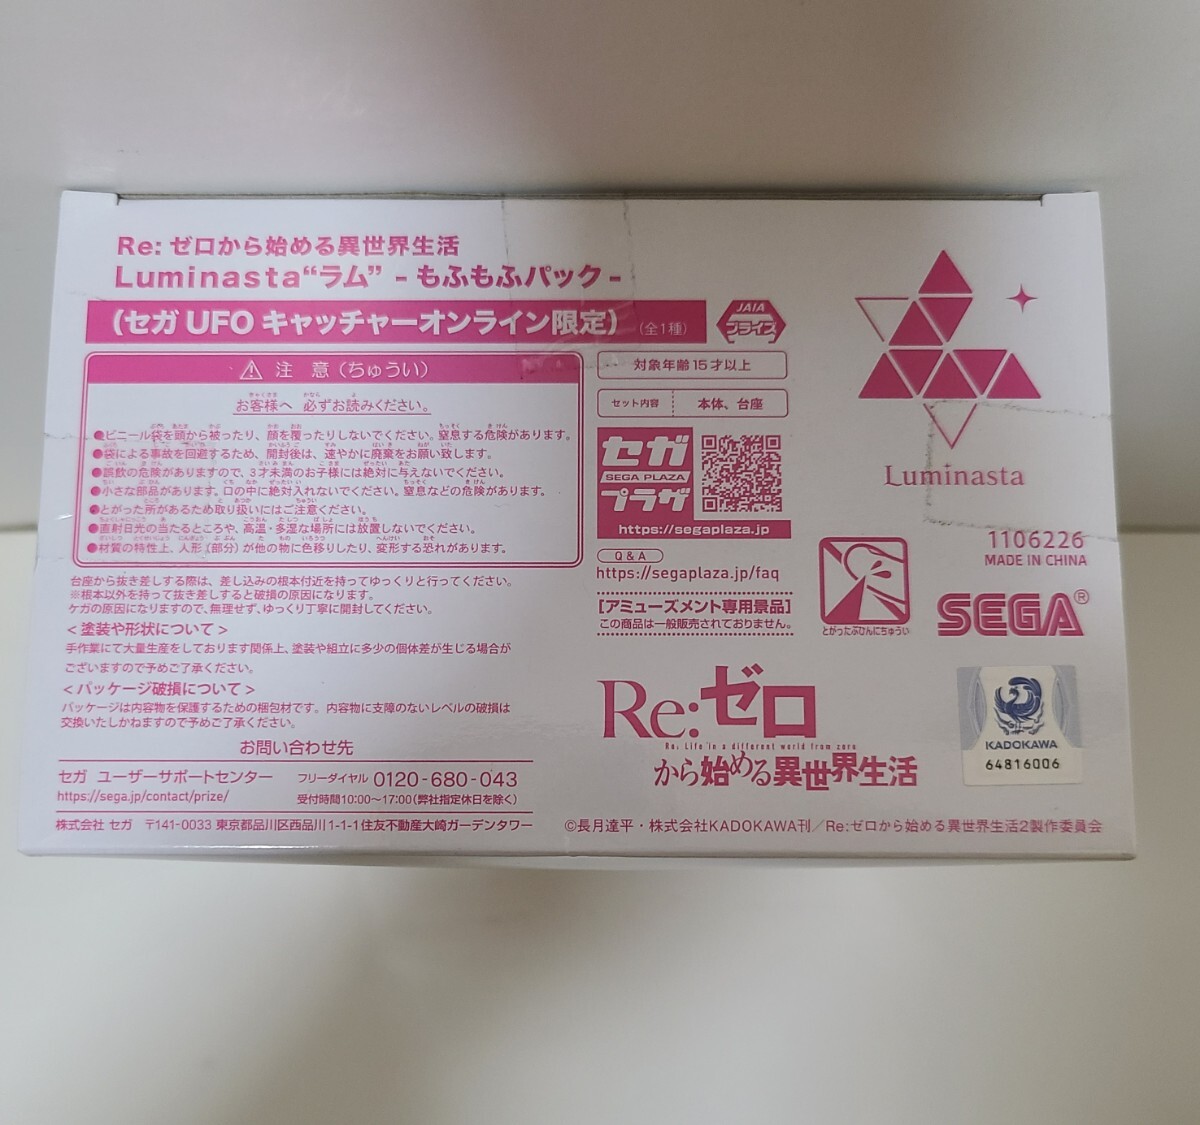 Re: ゼロから始める異世界生活
Luminasta“ラム” - もふもふパック -
(セガ UFO キャッチャーオンライン限定)
(全1種)
JAIA
プライズ
⚠ 注 意 (ちゅうい)
お客様へ 必ずお読みください。
●ビニール袋を頭から被ったり、顔を覆ったりしないでください。窒息する危険があります。
●袋による事故を回避するため、開封後は、速やかに廃棄をお願い致します。
●誤飲の危険がありますので、3才未満のお子様には絶対に与えないでください。
●小さな部品があります。口の中に絶対入れないでください。窒息などの危険があります。
●とがった所があるため取り扱いにはご注意ください。
●直射日光の当たるところや、高温・多湿な場所には放置しないでください。
●材質の特性上、人形(部分)が他の物に色移りしたり、変形する恐れがあります。
台座から抜き差しする際は、差し込みの根本付近を持ってゆっくりと行ってください。
※根本以外を持って抜き差しすると破損の原因になります。
ケガの原因になりますので、無理せず、ゆっくり丁寧に開封してください。
<塗装や形状について>
手作業にて大量生産をしております関係上、塗装や組立に多少の個体差が生じる場合が
ございますので予めご了承ください。
<パッケージ破損について>
パッケージは内容物を保護するための梱包材です。内容物に支障のないレベルの破損は
交換いたしかねますので予めご了承ください。
お問い合わせ先
セガ ユーザーサポートセンター
https://sega.jp/contact/prize/
フリーダイヤル 0120-680-043
受付時間10:00〜17:00(弊社指定休日を除く)
株式会社 セガ 〒141-0033 東京都品川区西品川1-1-1住友不動産大崎ガーデンタワー
対象年齢15才以上
セット内容 本体、台座
セガ
SEGA PLAZA
プラザ
https://segaplaza.jp
Q&A
https://segaplaza.jp/faq
[アミューズメント専用景品]
この商品は一般販売されておりません。
Luminasta
1106226
MADE IN CHINA
とがったぶひんにちゅうい
SEGA®
Re:ゼロ
Re: Life in a different world from zero
から始める異世界生活
KADOKAWA
64816006
©長月達平・株式会社KADOKAWA刊／Re:ゼロから始める異世界生活2製作委員会